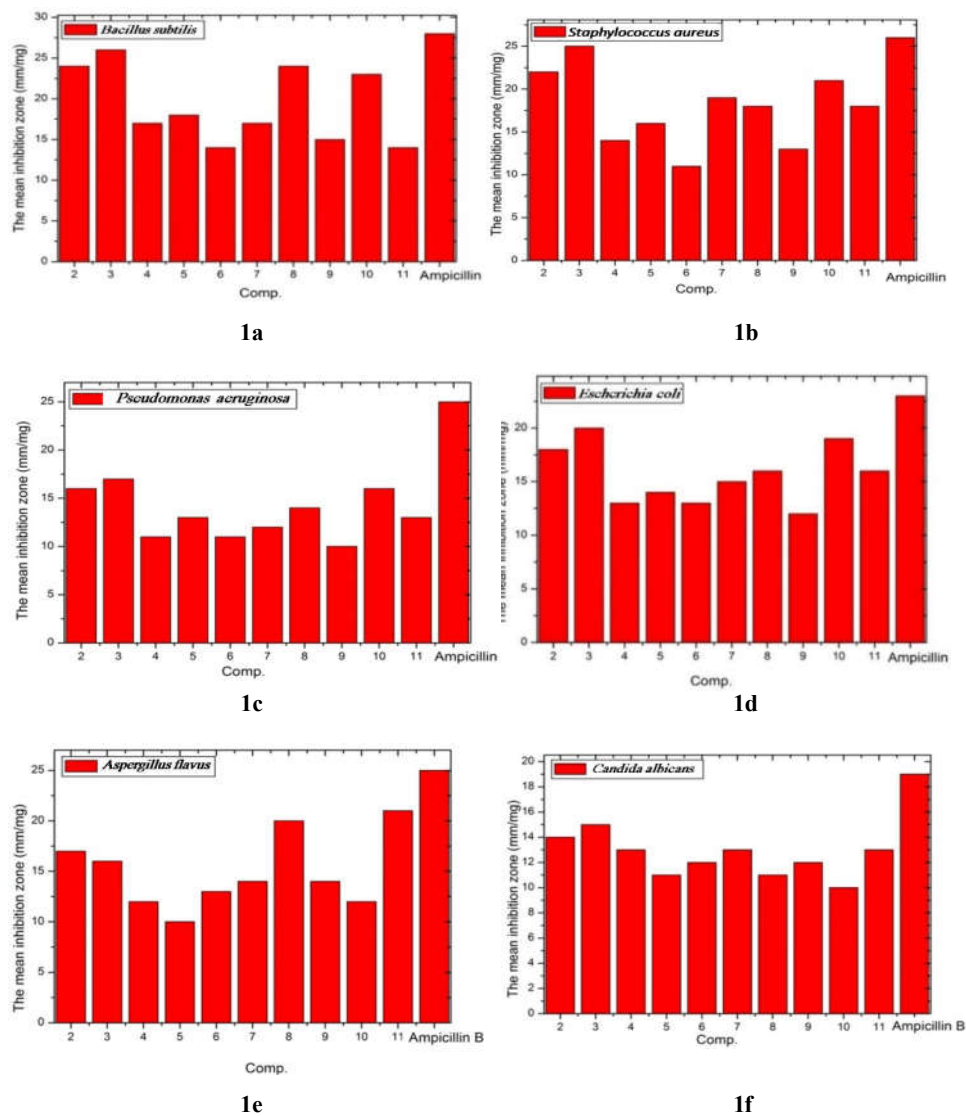 Bacillus subtilis
The mean inhibition zone (mm/mg)
30
25
20
15
10
5
0
2 3 4 5 6 7 8 9 10 11 Ampicillin
Comp.
1a
Staphylococcus aureus
The mean inhibition zone (mm/mg)
25
20
15
10
5
0
2 3 4 5 6 7 8 9 10 11 Ampicillin
Comp.
1b
Pseudomonas aeruginosa
The mean inhibition zone (mm/mg)
25
20
15
10
5
0
2 3 4 5 6 7 8 9 10 11 Ampicillin
Comp.
1c
Escherichia coli
The mean inhibition zone (mm/mg)
20
15
10
5
0
2 3 4 5 6 7 8 9 10 11 Ampicillin
Comp.
1d
Aspergillus flavus
The mean inhibition zone (mm/mg)
25
20
15
10
5
0
2 3 4 5 6 7 8 9 10 11 Ampicillin B
Comp.
1e
Candida albicans
The mean inhibition zone (mm/mg)
20
18
16
14
12
10
8
6
4
2
0
2 3 4 5 6 7 8 9 10 11 Ampicillin B
Comp.
1f